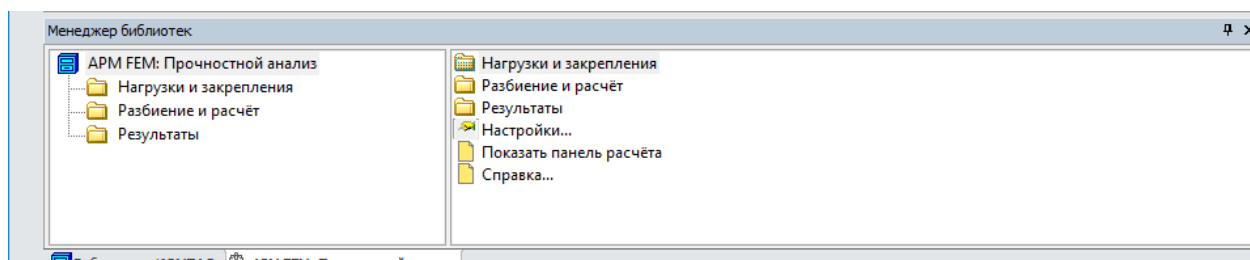 Менеджер библиотек
APM FEM: Прочностной анализ
Нагрузки и закрепления
Разбиение и расчёт
Результаты
Нагрузки и закрепления
Разбиение и расчёт
Результаты
Настройки...
Показать панель расчёта
Справка...